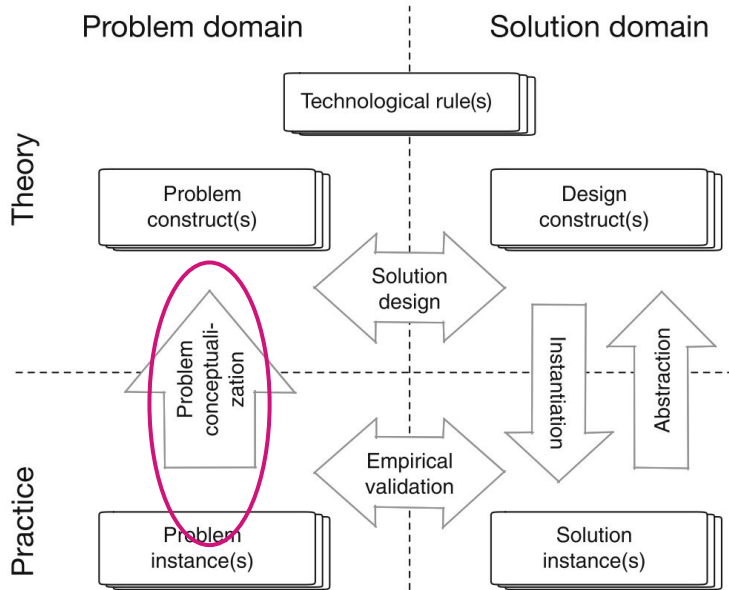 Problem domain
Solution domain
Technological rule(s)
Theory
Problem
construct(s)
Design
construct(s)
Solution
design
Problem
conceptuali-
zation
Instantiation
Abstraction
Empirical
validation
Practice
Problem
instance(s)
Solution
instance(s)